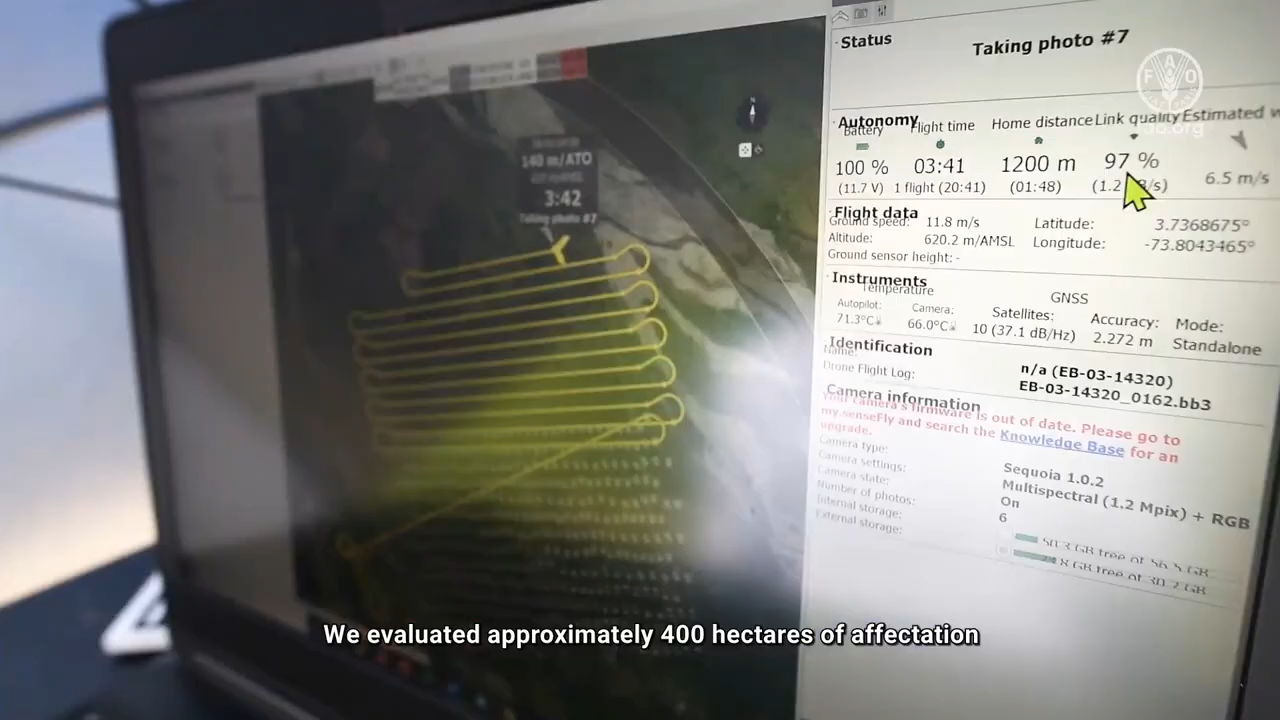 Status
Taking photo #7
FAO
Autonomy
Battery
Flight time
Home distance
Link quality
Estimated w
100 %
03:41
1200 m
97 %
6.5 m/s
(11.7 V)
1 flight (20:41)
(01:48)
140 m/ATO
3:42
Taking photo #7
Flight data
Ground speed: 11.8 m/s
Latitude: 3.7368675°
Altitude: 620.2 m/AMSL
Longitude: -73.8043465°
Ground sensor height: -
Instruments
Temperature
GNSS
Autopilot: Camera: Satellites: Accuracy: Mode:
71.3°C 66.0°C 10 (37.1 dB/Hz) 2.272 m Standalone
Identification
Name: n/a (EB-03-14320)
Drone Flight Log: EB-03-14320_0162.bb3
Camera information
Your camera's firmware is out of date. Please go to
my.senseFly and search the Knowledge Base for an
upgrade.
Camera type: Sequoia 1.0.2
Camera settings: Multispectral (1.2 Mpix) + RGB
Camera state: On
Number of photos: 6
Internal storage:
External storage:
We evaluated approximately 400 hectares of affectation